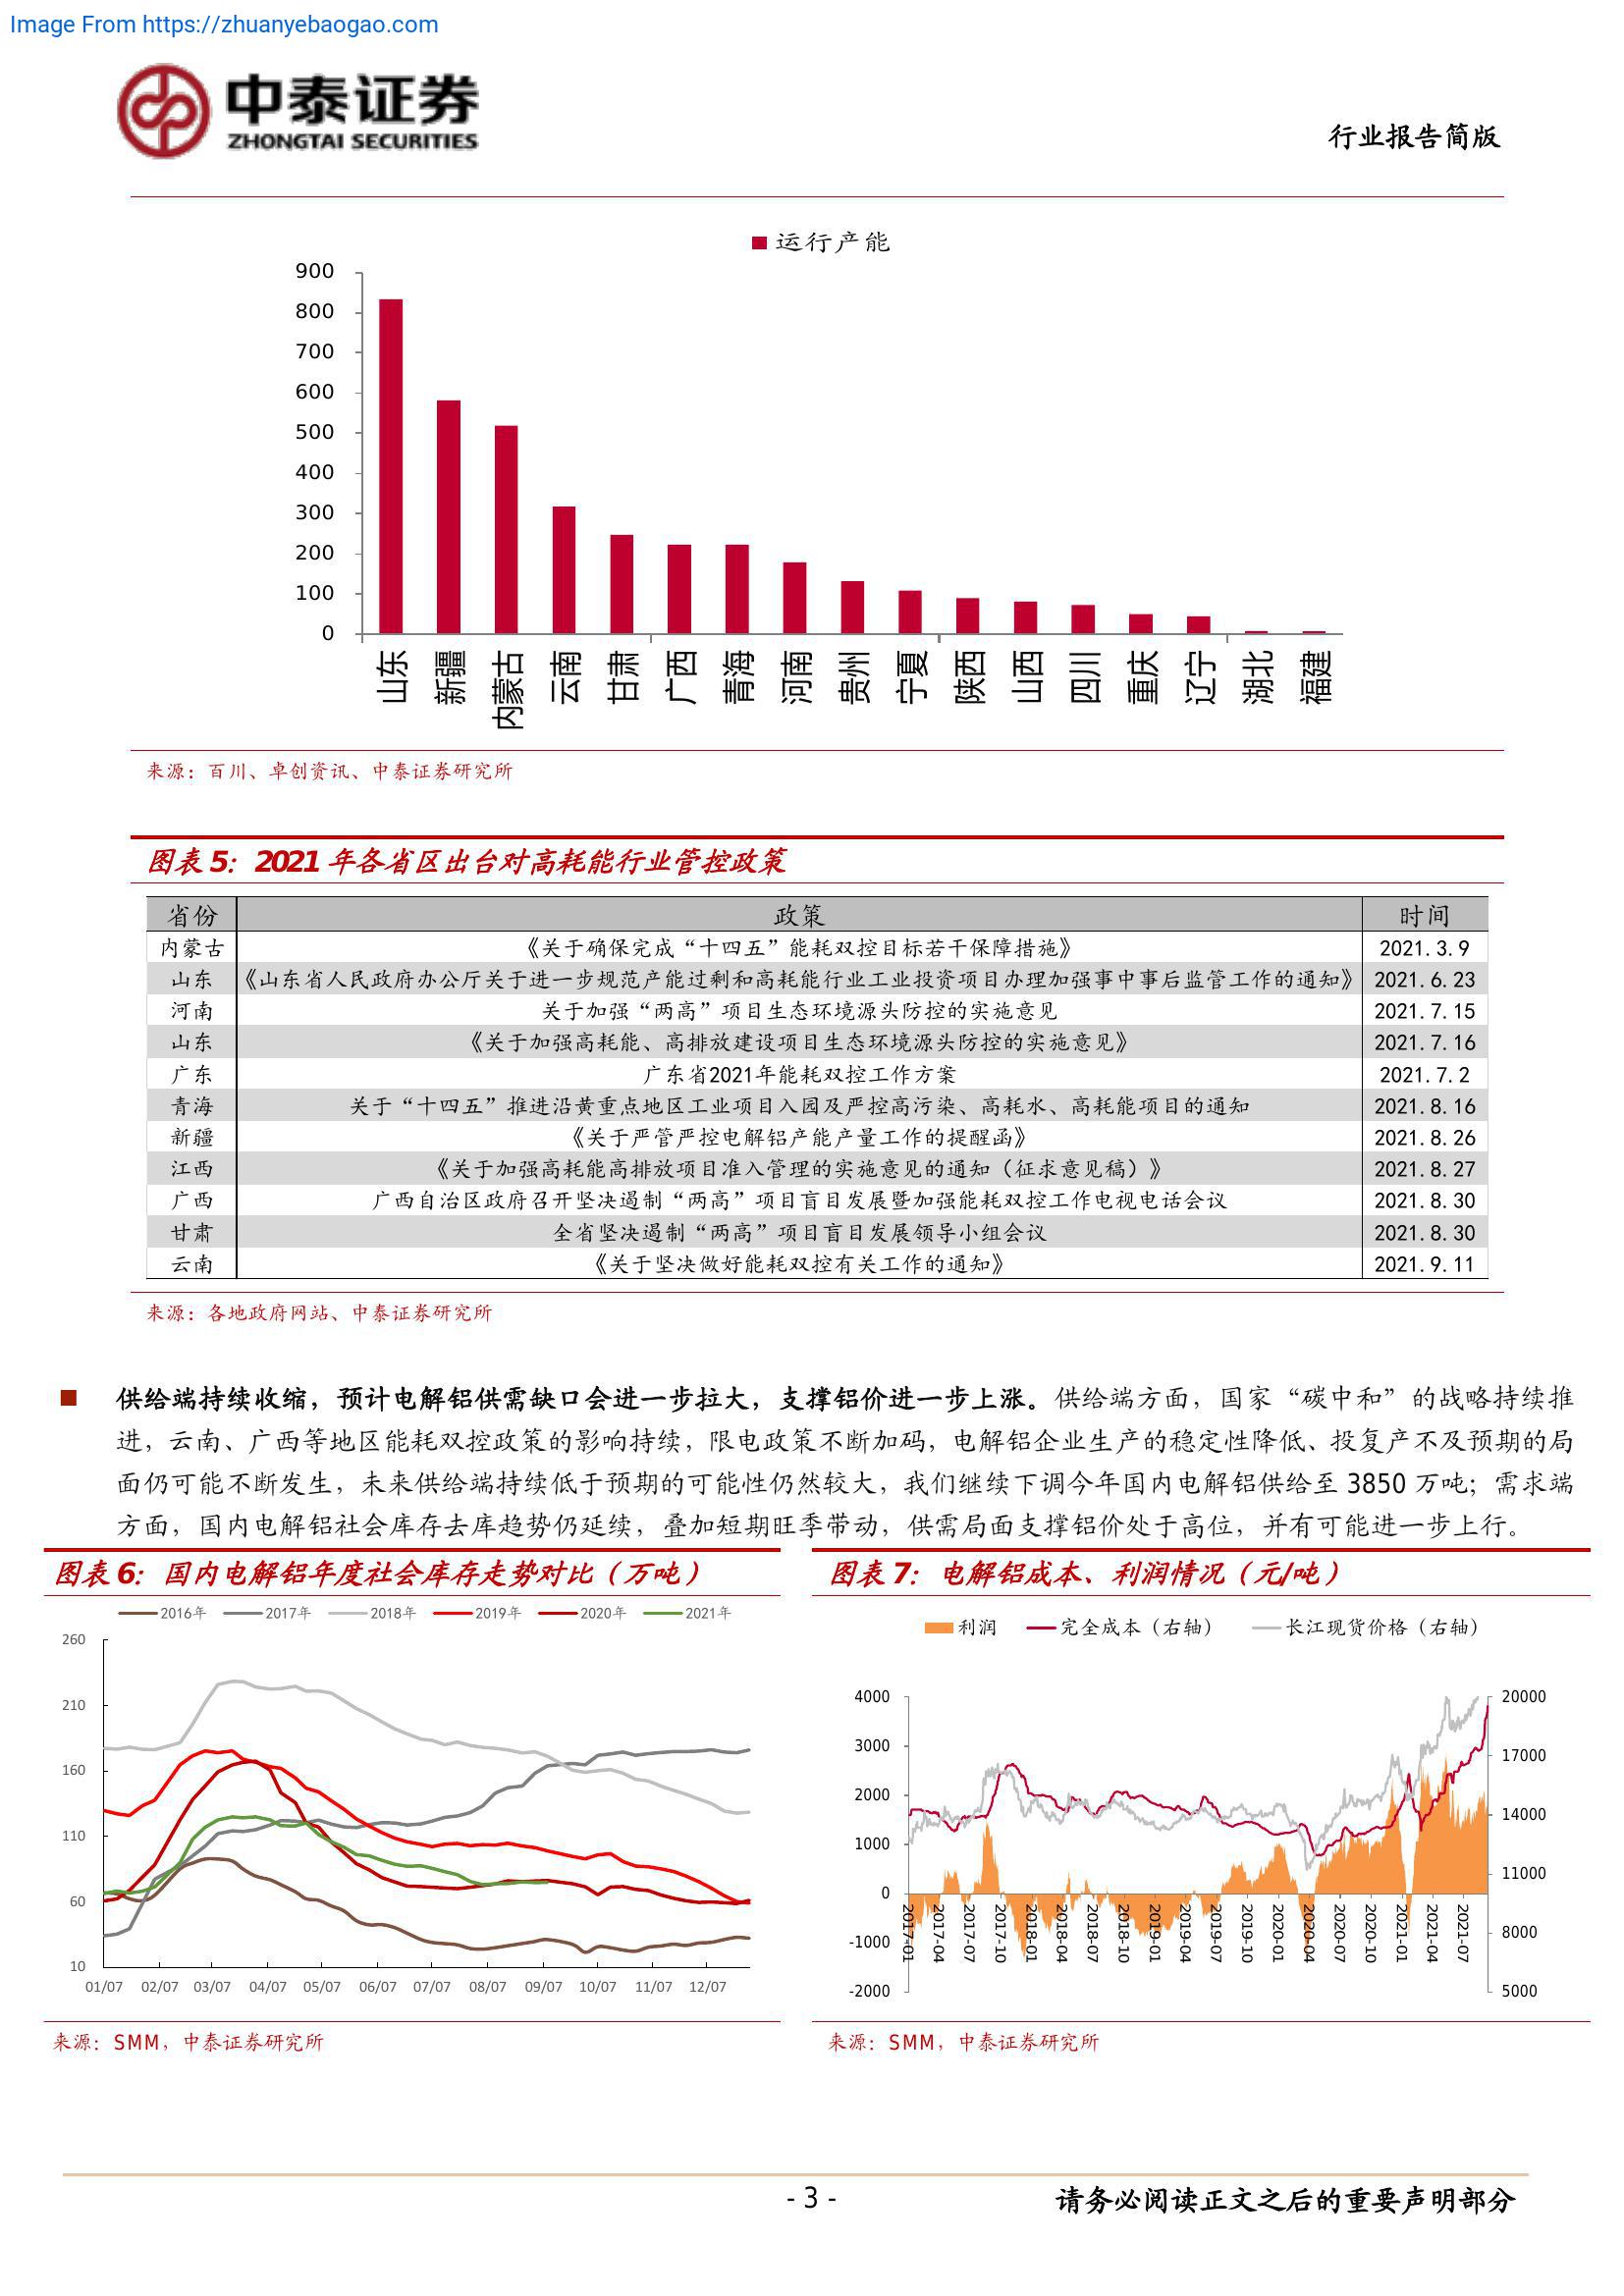 Image From https://zhuanyebaogao.com
中泰证券
ZHONGTAI SECURITIES
行业报告简版
运行产能
900
800
700
600
500
400
300
200
100
0
山东 新疆 内蒙古 云南 甘肃 广西 青海 河南 贵州 宁夏 陕西 山西 四川 重庆 辽宁 湖北 福建
来源：百川、卓创资讯、中泰证券研究所
图表 5：2021 年各省区出台对高耗能行业管控政策
省份 政策 时间
内蒙古 《关于确保完成“十四五”能耗双控目标若干保障措施》 2021.3.9
山东 《山东省人民政府办公厅关于进一步规范产能过剩和高耗能行业工业投资项目办理加强事中事后监管工作的通知》 2021.6.23
河南 关于加强“两高”项目生态环境源头防控的实施意见 2021.7.15
山东 《关于加强高耗能、高排放建设项目生态环境源头防控的实施意见》 2021.7.16
广东 广东省2021年能耗双控工作方案 2021.7.2
青海 关于“十四五”推进沿黄重点地区工业项目入园及严控高污染、高耗水、高耗能项目的通知 2021.8.16
新疆 《关于严管严控电解铝产能产量工作的提醒函》 2021.8.26
江西 《关于加强高耗能高排放项目准入管理的实施意见的通知（征求意见稿）》 2021.8.27
广西 广西自治区政府召开坚决遏制“两高”项目盲目发展暨加强能耗双控工作电视电话会议 2021.8.30
甘肃 全省坚决遏制“两高”项目盲目发展领导小组会议 2021.8.30
云南 《关于坚决做好能耗双控有关工作的通知》 2021.9.11
来源：各地政府网站、中泰证券研究所
■ 供给端持续收缩，预计电解铝供需缺口会进一步拉大，支撑铝价进一步上涨。供给端方面，国家“碳中和”的战略持续推
进，云南、广西等地区能耗双控政策的影响持续，限电政策不断加码，电解铝企业生产的稳定性降低、投复产不及预期的局
面仍可能不断发生，未来供给端持续低于预期的可能性仍然较大，我们继续下调今年国内电解铝供给至 3850 万吨；需求端
方面，国内电解铝社会库存去库趋势仍延续，叠加短期旺季带动，供需局面支撑铝价处于高位，并有可能进一步上行。
图表 6：国内电解铝年度社会库存走势对比（万吨）
2016年 2017年 2018年 2019年 2020年 2021年
260
210
160
110
60
10
01/07 02/07 03/07 04/07 05/07 06/07 07/07 08/07 09/07 10/07 11/07 12/07
来源：SMM，中泰证券研究所
图表 7：电解铝成本、利润情况（元/吨）
利润 完全成本（右轴） 长江现货价格（右轴）
4000
3000
2000
1000
0
-1000
-2000
20000
17000
14000
11000
8000
5000
2017-01 2017-04 2017-07 2017-10 2018-01 2018-04 2018-07 2018-10 2019-01 2019-04 2019-07 2019-10 2020-01 2020-04 2020-07 2020-10 2021-01 2021-04 2021-07
来源：SMM，中泰证券研究所
- 3 -
请务必阅读正文之后的重要声明部分